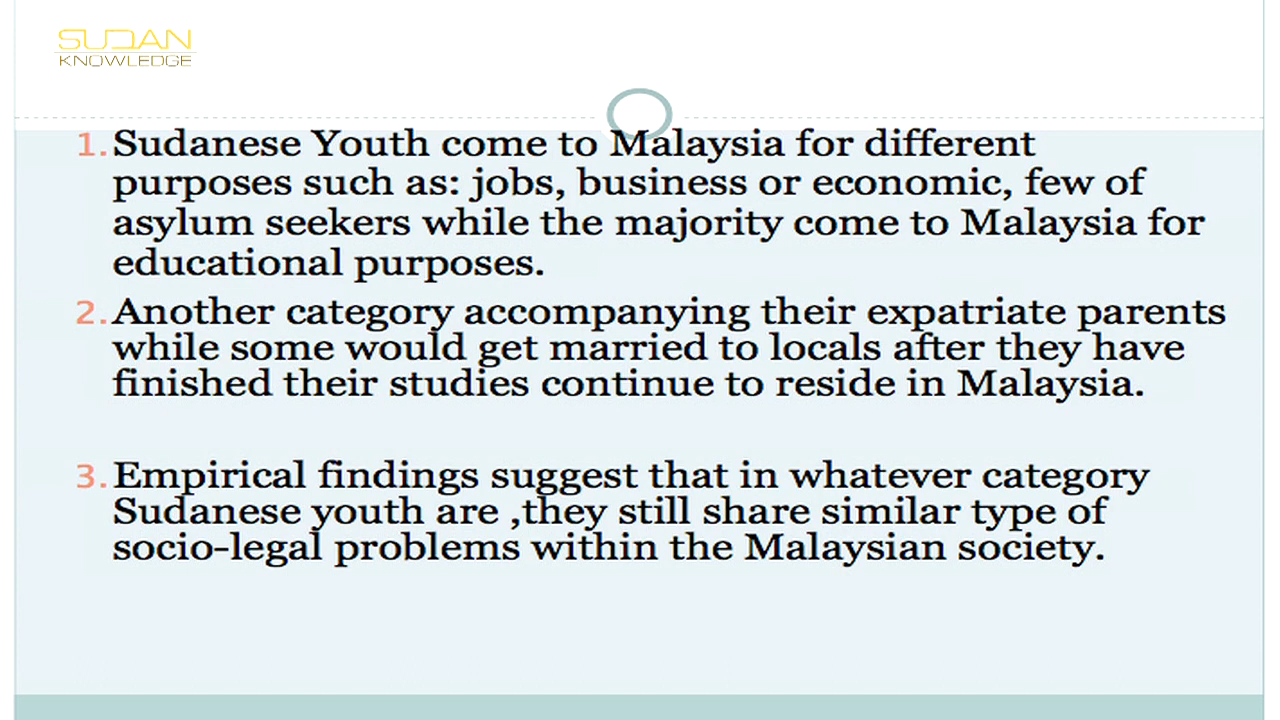 SUDAN
KNOWLEDGE
1. Sudanese Youth come to Malaysia for different
purposes such as: jobs, business or economic, few of
asylum seekers while the majority come to Malaysia for
educational purposes.
2. Another category accompanying their expatriate parents
while some would get married to locals after they have
finished their studies continue to reside in Malaysia.
3. Empirical findings suggest that in whatever category
Sudanese youth are ,they still share similar type of
socio-legal problems within the Malaysian society.